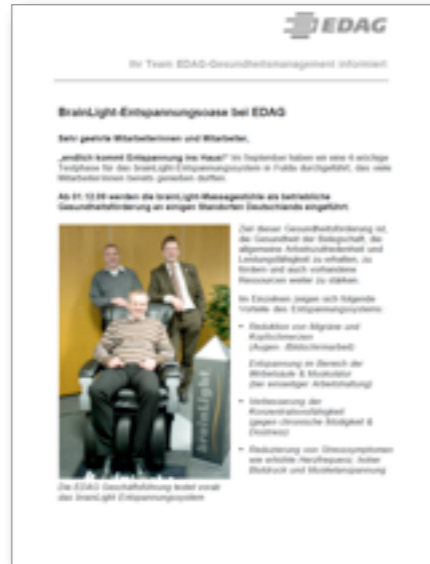 EDAG
Ihr Team EDAG-Gesundheitsmanagement informiert
BrainLight-Entspannungsoase bei EDAG
Sehr geehrte Mitarbeiterinnen und Mitarbeiter,
„endlich kommt Entspannung ins Haus!" Im September haben wir eine 4-wöchige
Testphase für das brainLight-Entspannungssystem in Fulda durchgeführt, das viele
MitarbeiterInnen bereits genießen durften.
Ab 01.12.09 werden die brainLight-Massagestühle als betriebliche
Gesundheitsförderung an einigen Standorten Deutschlands eingeführt.
Ziel dieser Gesundheitsförderung ist,
die Gesundheit der Belegschaft, die
allgemeine Arbeitszufriedenheit und
Leistungsfähigkeit zu erhalten, zu
fördern und auch vorhandene
Ressourcen weiter zu stärken.
Im Einzelnen zeigen sich folgende
Vorteile des Entspannungssystems:
• Reduktion von Migräne und
Kopfschmerzen
(Augen- /Bildschirmarbeit)
Entspannung im Bereich der
Wirbelsäule & Muskulatur
(bei einseitiger Arbeitshaltung)
• Verbesserung der
Konzentrationsfähigkeit
(gegen chronische Müdigkeit &
Disstress)
• Reduzierung von Stresssymptomen
wie erhöhte Herzfrequenz, hoher
Blutdruck und Muskelanspannung
brainLight
Die EDAG Geschäftsführung testet vorab
das brainLight Entspannungssystem